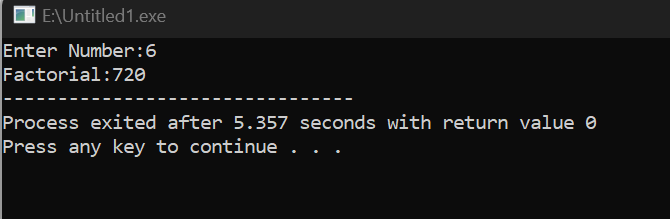 E:\Untitled1.exe
Enter Number:6
Factorial:720
--------------------------------
Process exited after 5.357 seconds with return value 0
Press any key to continue . . .